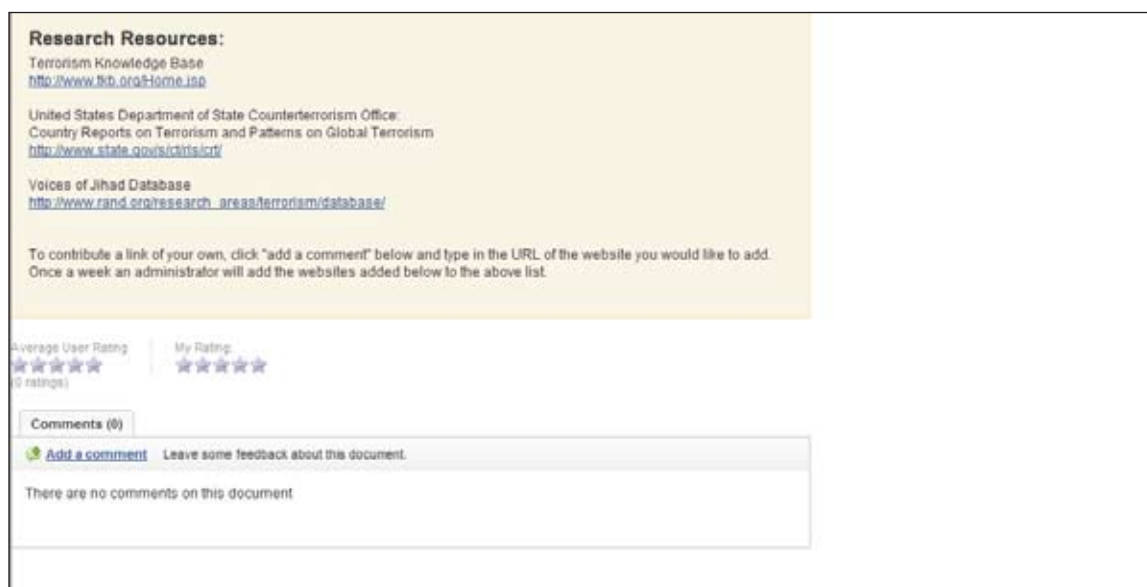 Research Resources:
Terrorism Knowledge Base
http://www.tkb.org/Home.jsp
United States Department of State Counterterrorism Office:
Country Reports on Terrorism and Patterns on Global Terrorism
http://www.state.gov/s/ct/rls/crt/
Voices of Jihad Database
http://www.rand.org/research_areas/terrorism/database/
To contribute a link of your own, click "add a comment" below and type in the URL of the website you would like to add.
Once a week an administrator will add the websites added below to the above list.
Average User Rating
My Rating:
(0 ratings)
Comments (0)
Add a comment Leave some feedback about this document.
There are no comments on this document